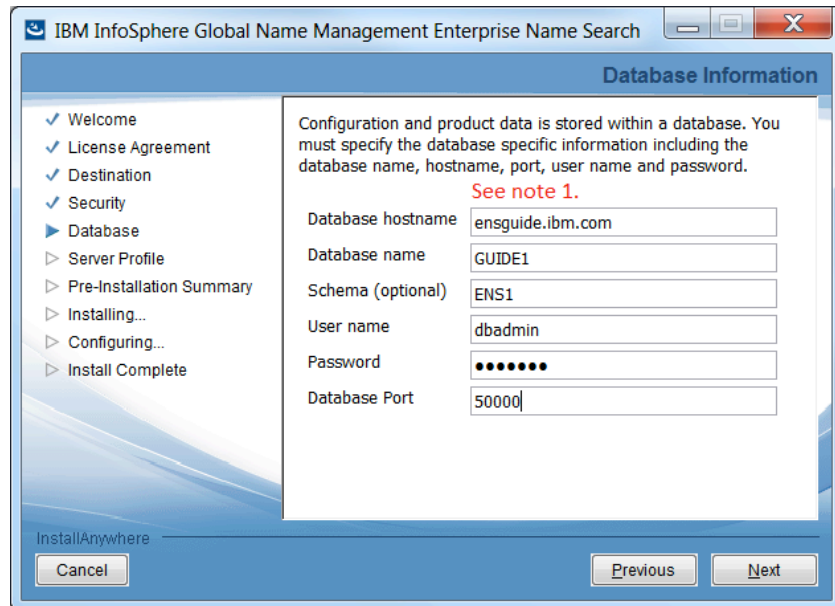 IBM InfoSphere Global Name Management Enterprise Name Search
Database Information
Welcome
License Agreement
Destination
Security
Database
Server Profile
Pre-Installation Summary
Installing...
Configuring...
Install Complete
Configuration and product data is stored within a database. You
must specify the database specific information including the
database name, hostname, port, user name and password.
See note 1.
Database hostname ensguide.ibm.com
Database name GUIDE1
Schema (optional) ENS1
User name dbadmin
Password •••••••
Database Port 50000
InstallAnywhere
Cancel Previous Next